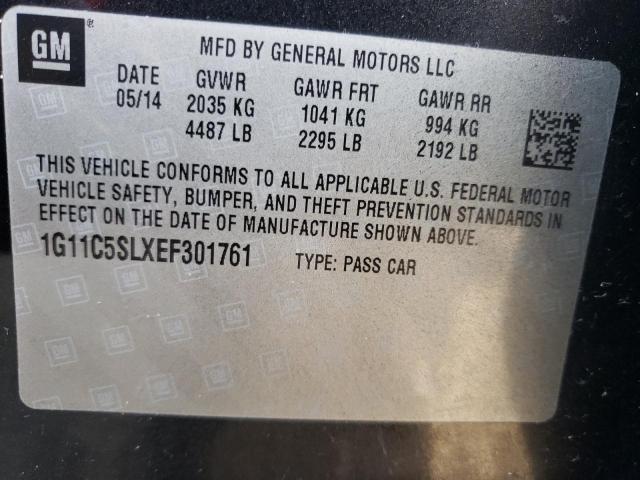 GM
®
MFD BY GENERAL MOTORS LLC
DATE GVWR GAWR FRT GAWR RR
05/14 2035 KG 1041 KG 994 KG
4487 LB 2295 LB 2192 LB
THIS VEHICLE CONFORMS TO ALL APPLICABLE U.S. FEDERAL MOTOR
VEHICLE SAFETY, BUMPER, AND THEFT PREVENTION STANDARDS IN
EFFECT ON THE DATE OF MANUFACTURE SHOWN ABOVE.
1G11C5SLXEF301761 TYPE: PASS CAR